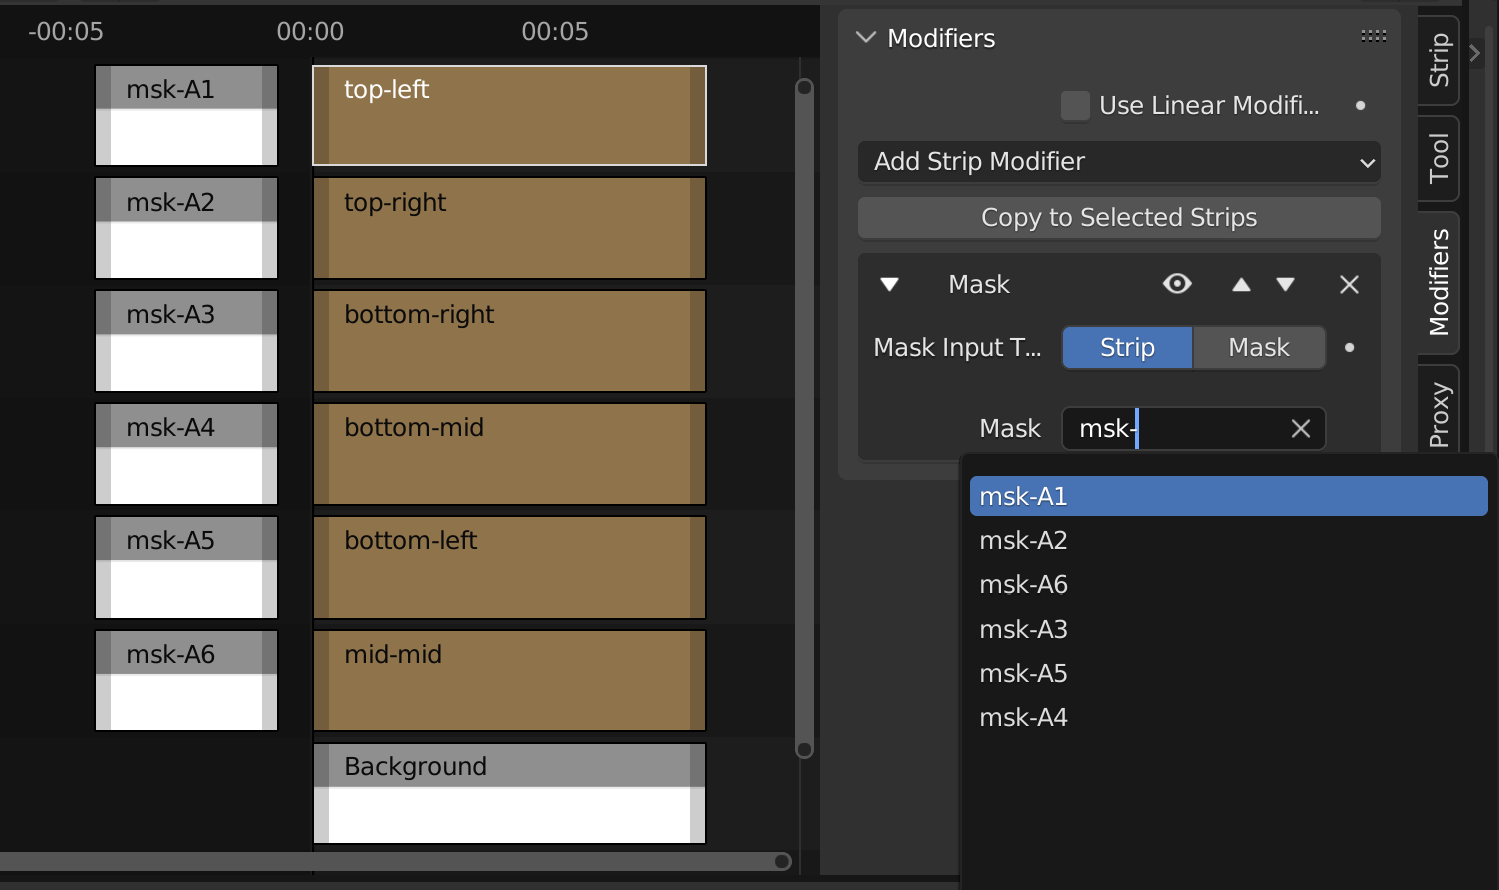 -00:05 00:00 00:05
msk-A1 top-left
msk-A2 top-right
msk-A3 bottom-right
msk-A4 bottom-mid
msk-A5 bottom-left
msk-A6 mid-mid
Background
Modifiers
Use Linear Modifi...
Add Strip Modifier
Copy to Selected Strips
Mask
Mask Input T... Strip Mask
Mask msk-
msk-A1
msk-A2
msk-A6
msk-A3
msk-A5
msk-A4
Strip
Tool
Modifiers
Proxy